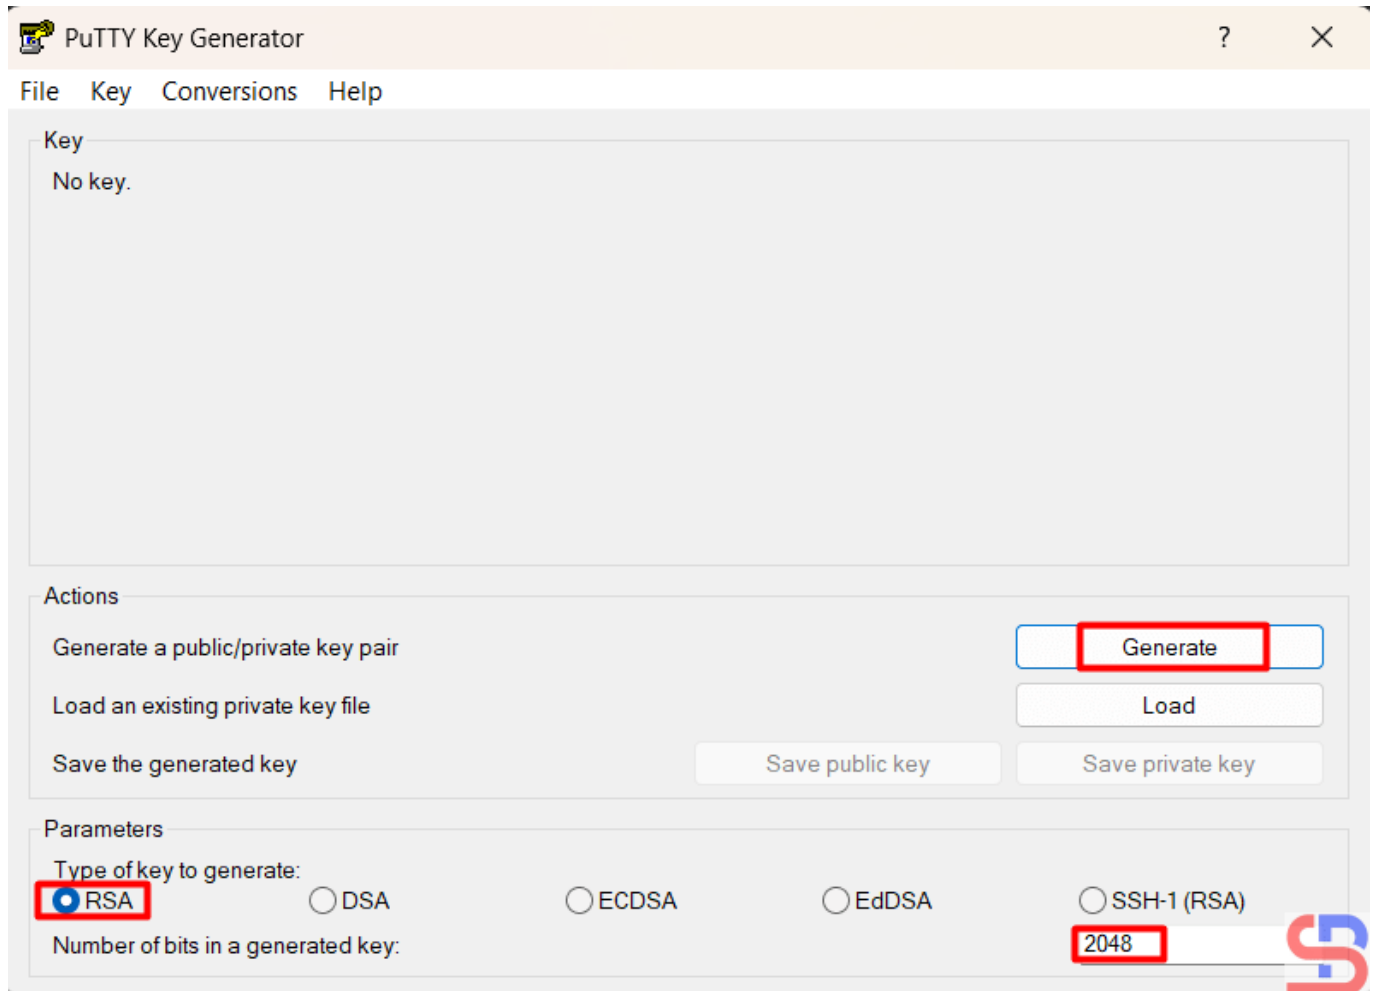 PuTTY Key Generator ?
File Key Conversions Help
Key
No key.
Actions
Generate a public/private key pair Generate
Load an existing private key file Load
Save the generated key Save public key Save private key
Parameters
Type of key to generate:
RSA DSA ECDSA EdDSA SSH-1 (RSA)
Number of bits in a generated key: 2048